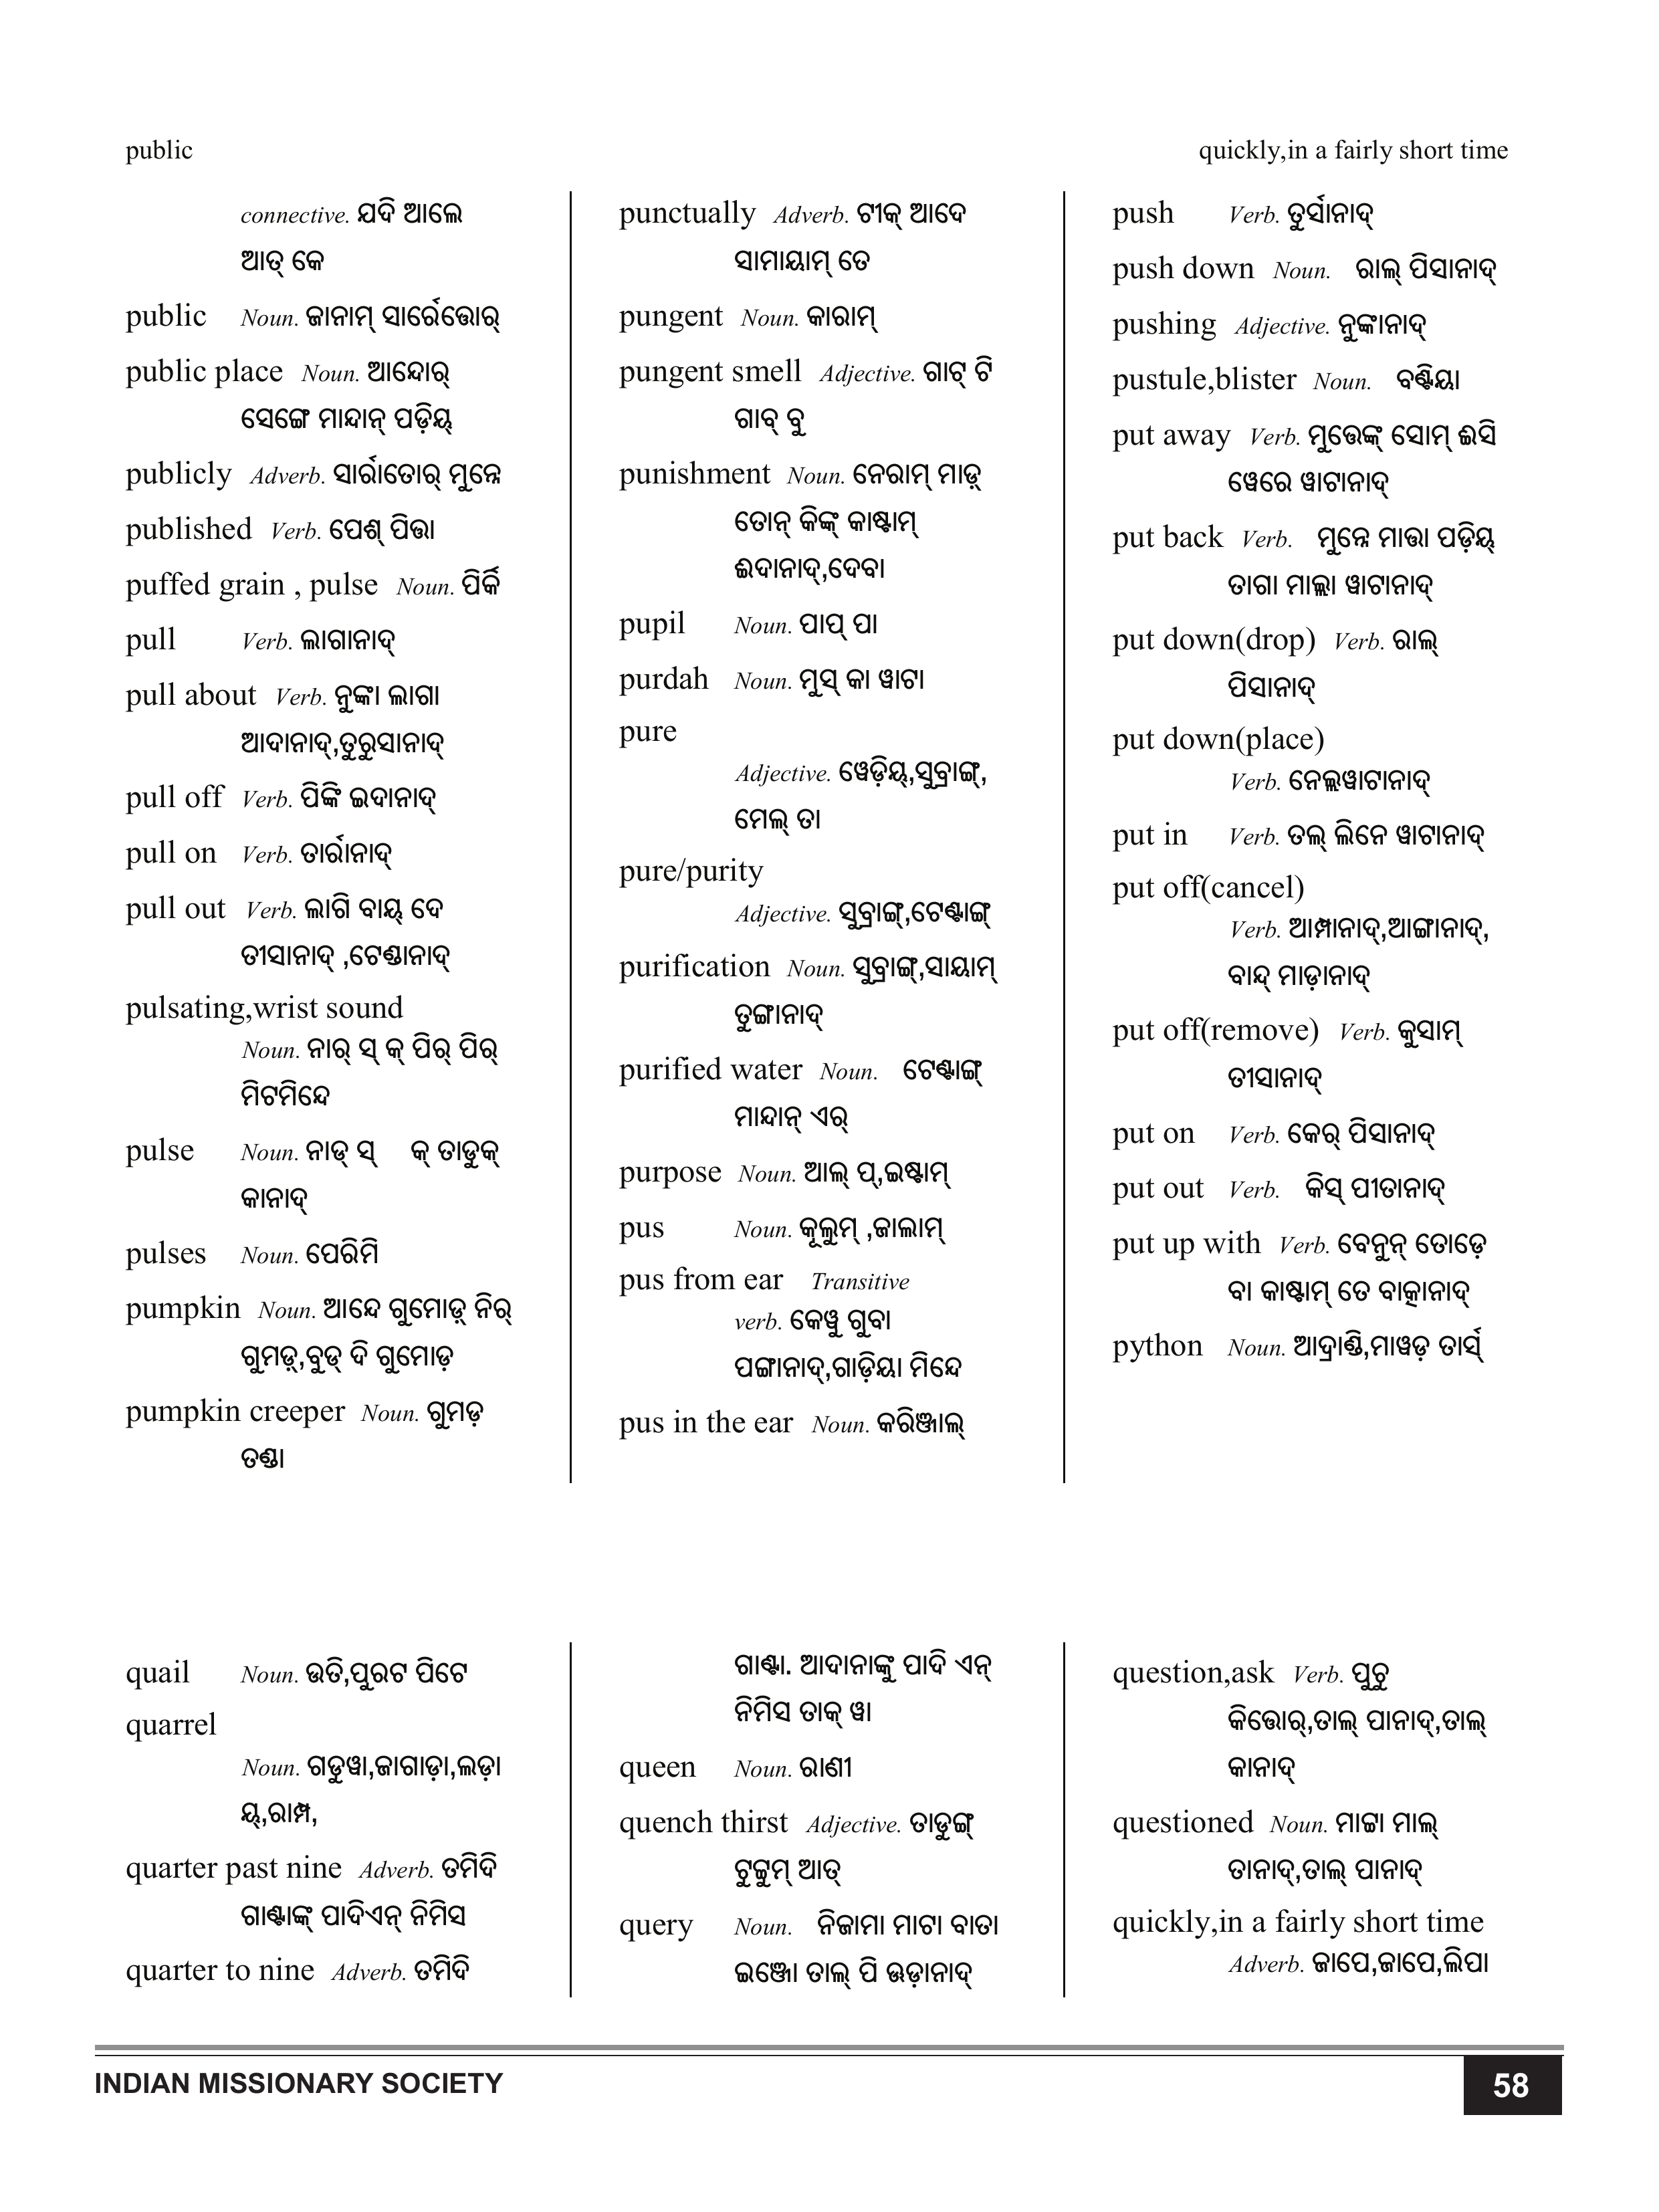 public
quickly,in a fairly short time
connective. ଯଦି ଆଲେ
ଆତ୍ କେ
public Noun. ଜାନାମ୍ ସାର୍ରେତ୍ତୋର୍
public place Noun. ଆନ୍ଦୋର୍
ସେଙ୍ଗେ ମାନ୍ଦାନ୍ ପଡ଼ିୟ୍
publicly Adverb. ସାର୍ରାତୋର୍ ମୁନ୍ନେ
published Verb. ପେଶ୍ ପିତ୍ତା
puffed grain , pulse Noun. ପିର୍କି
pull Verb. ଲାଗାନାଦ୍
pull about Verb. ନୁଙ୍କା ଲାଗା
ଆଦାନାଦ୍,ତୁରୁସାନାଦ୍
pull off Verb. ପିଙ୍କି ଇଦାନାଦ୍
pull on Verb. ତାର୍ରାନାଦ୍
pull out Verb. ଲାଗି ବାୟ୍ ଦେ
ତୀସାନାଦ୍ ,ଟେଣ୍ଡାନାଦ୍
pulsating,wrist sound
Noun. ନାର୍ ସ୍ କ୍ ପିର୍ ପିର୍
ମିଟମିନ୍ଦେ
pulse Noun. ନାଡ୍ ସ୍ କ୍ ତାଡୁକ୍
କାନାଦ୍
pulses Noun. ପେରିମି
pumpkin Noun. ଆନ୍ଦେ ଗୁମୋଡ଼୍ ନିର୍
ଗୁମଡ଼୍,ବୁଡ୍ ଦି ଗୁମୋଡ଼
pumpkin creeper Noun. ଗୁମଡ଼
ତଣ୍ଡା
punctually Adverb. ଟୀକ୍ ଆଦେ
ସାମାୟାମ୍ ତେ
pungent Noun. କାରାମ୍
pungent smell Adjective. ଗାଟ୍ ଟି
ଗାବ୍ ବୁ
punishment Noun. ନେରାମ୍ ମାଡ଼୍
ତୋନ୍ କିଙ୍କ୍ କାଷ୍ଟାମ୍
ଈଦାନାଦ୍,ଦେବା
pupil Noun. ପାପ୍ ପା
purdah Noun. ମୁସ୍ କା ୱାଟା
pure
Adjective. ୱେଡ଼ିୟ୍,ସୁବ୍ରାଙ୍ଗ୍,
ମେଲ୍ ତା
pure/purity
Adjective. ସୁବ୍ରାଙ୍ଗ୍,ଟେଣ୍ଟାଙ୍ଗ୍
purification Noun. ସୁବ୍ରାଙ୍ଗ୍,ସାୟାମ୍
ତୁଙ୍ଗାନାଦ୍
purified water Noun. ଟେଣ୍ଟାଙ୍ଗ୍
ମାନ୍ଦାନ୍ ଏର୍
purpose Noun. ଆଲ୍ ପ୍,ଇଷ୍ଟାମ୍
pus Noun. କୂଲୁମ୍ ,ଜାଲାମ୍
pus from ear Transitive
verb. କେୱୁ ଗୁବା
ପଙ୍ଗାନାଦ୍,ଗାଡ଼ିୟା ମିନ୍ଦେ
pus in the ear Noun. କରିଞ୍ଜାଲ୍
push Verb. ତୁର୍ସାନାଦ୍
push down Noun. ରାଲ୍ ପିସାନାଦ୍
pushing Adjective. ନୁଙ୍କାନାଦ୍
pustule,blister Noun. ବଣ୍ଟିୟା
put away Verb. ମୁତ୍ତେଙ୍କ୍ ସୋମ୍ ଈସି
ୱେରେ ୱାଟାନାଦ୍
put back Verb. ମୁନ୍ନେ ମାତ୍ତା ପଡ଼ିୟ୍
ତାଗା ମାଲ୍ଲା ୱାଟାନାଦ୍
put down(drop) Verb. ରାଲ୍
ପିସାନାଦ୍
put down(place)
Verb. ନେଲ୍ଲୱାଟାନାଦ୍
put in Verb. ତଲ୍ ଲିନେ ୱାଟାନାଦ୍
put off(cancel)
Verb. ଆମ୍ପାନାଦ୍,ଆଙ୍ଗାନାଦ୍,
ବାନ୍ଦ୍ ମାଡ଼ାନାଦ୍
put off(remove) Verb. କୁସାମ୍
ତୀସାନାଦ୍
put on Verb. କେର୍ ପିସାନାଦ୍
put out Verb. କିସ୍ ପୀତାନାଦ୍
put up with Verb. ବେନୁନ୍ ତୋଡ଼େ
ବା କାଷ୍ଟାମ୍ ତେ ବାତ୍କାନାଦ୍
python Noun. ଆଦ୍ରାଣ୍ଡି,ମାୱଡ଼ ତାର୍ସ୍
quail Noun. ଉତି,ପୁରଟ ପିଟେ
quarrel
Noun. ଗଡୁୱା,ଜାଗାଡ଼ା,ଲଡ଼ା
ୟ୍,ରାମ୍ପ,
quarter past nine Adverb. ତମିଦି
ଗାଣ୍ଟାଙ୍କ୍ ପାଦିଏନ୍ ନିମିସ
quarter to nine Adverb. ତମିଦି
ଗାଣ୍ଟା. ଆଦାନାଙ୍କୁ ପାଦି ଏନ୍
ନିମିସ ତାକ୍ ୱା
queen Noun. ରାଣୀ
quench thirst Adjective. ତାଡୁଙ୍ଗ୍
ଟୁଟ୍ଟୁମ୍ ଆତ୍
query Noun. ନିଜାମା ମାଟା ବାତା
ଇଞ୍ଜୋ ତାଲ୍ ପି ଊଡ଼ାନାଦ୍
question,ask Verb. ପୁଚୁ
କିତ୍ତୋର୍,ତାଲ୍ ପାନାଦ୍,ତାଲ୍
କାନାଦ୍
questioned Noun. ମାଟ୍ଟା ମାଲ୍
ତାନାଦ୍,ତାଲ୍ ପାନାଦ୍
quickly,in a fairly short time
Adverb. ଜାପେ,ଜାପେ,ଲିପା
INDIAN MISSIONARY SOCIETY
58